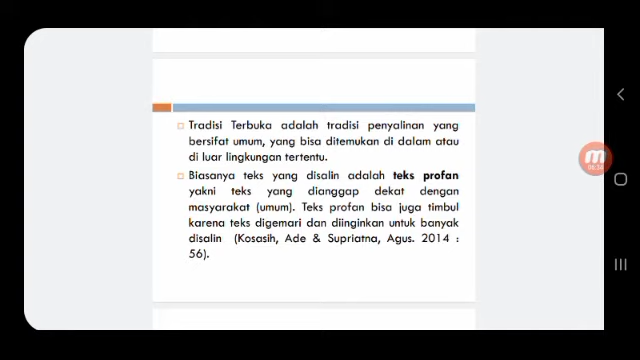 Tradisi Terbuka adalah tradisi penyalinan yang
bersifat umum, yang bisa ditemukan di dalam atau
di luar lingkungan tertentu.
Biasanya teks yang disalin adalah teks profan
yakni teks yang dianggap dekat dengan
masyarakat (umum). Teks profan bisa juga timbul
karena teks digemari dan diinginkan untuk banyak
disalin (Kosasih, Ade & Supriatna, Agus. 2014 :
56).